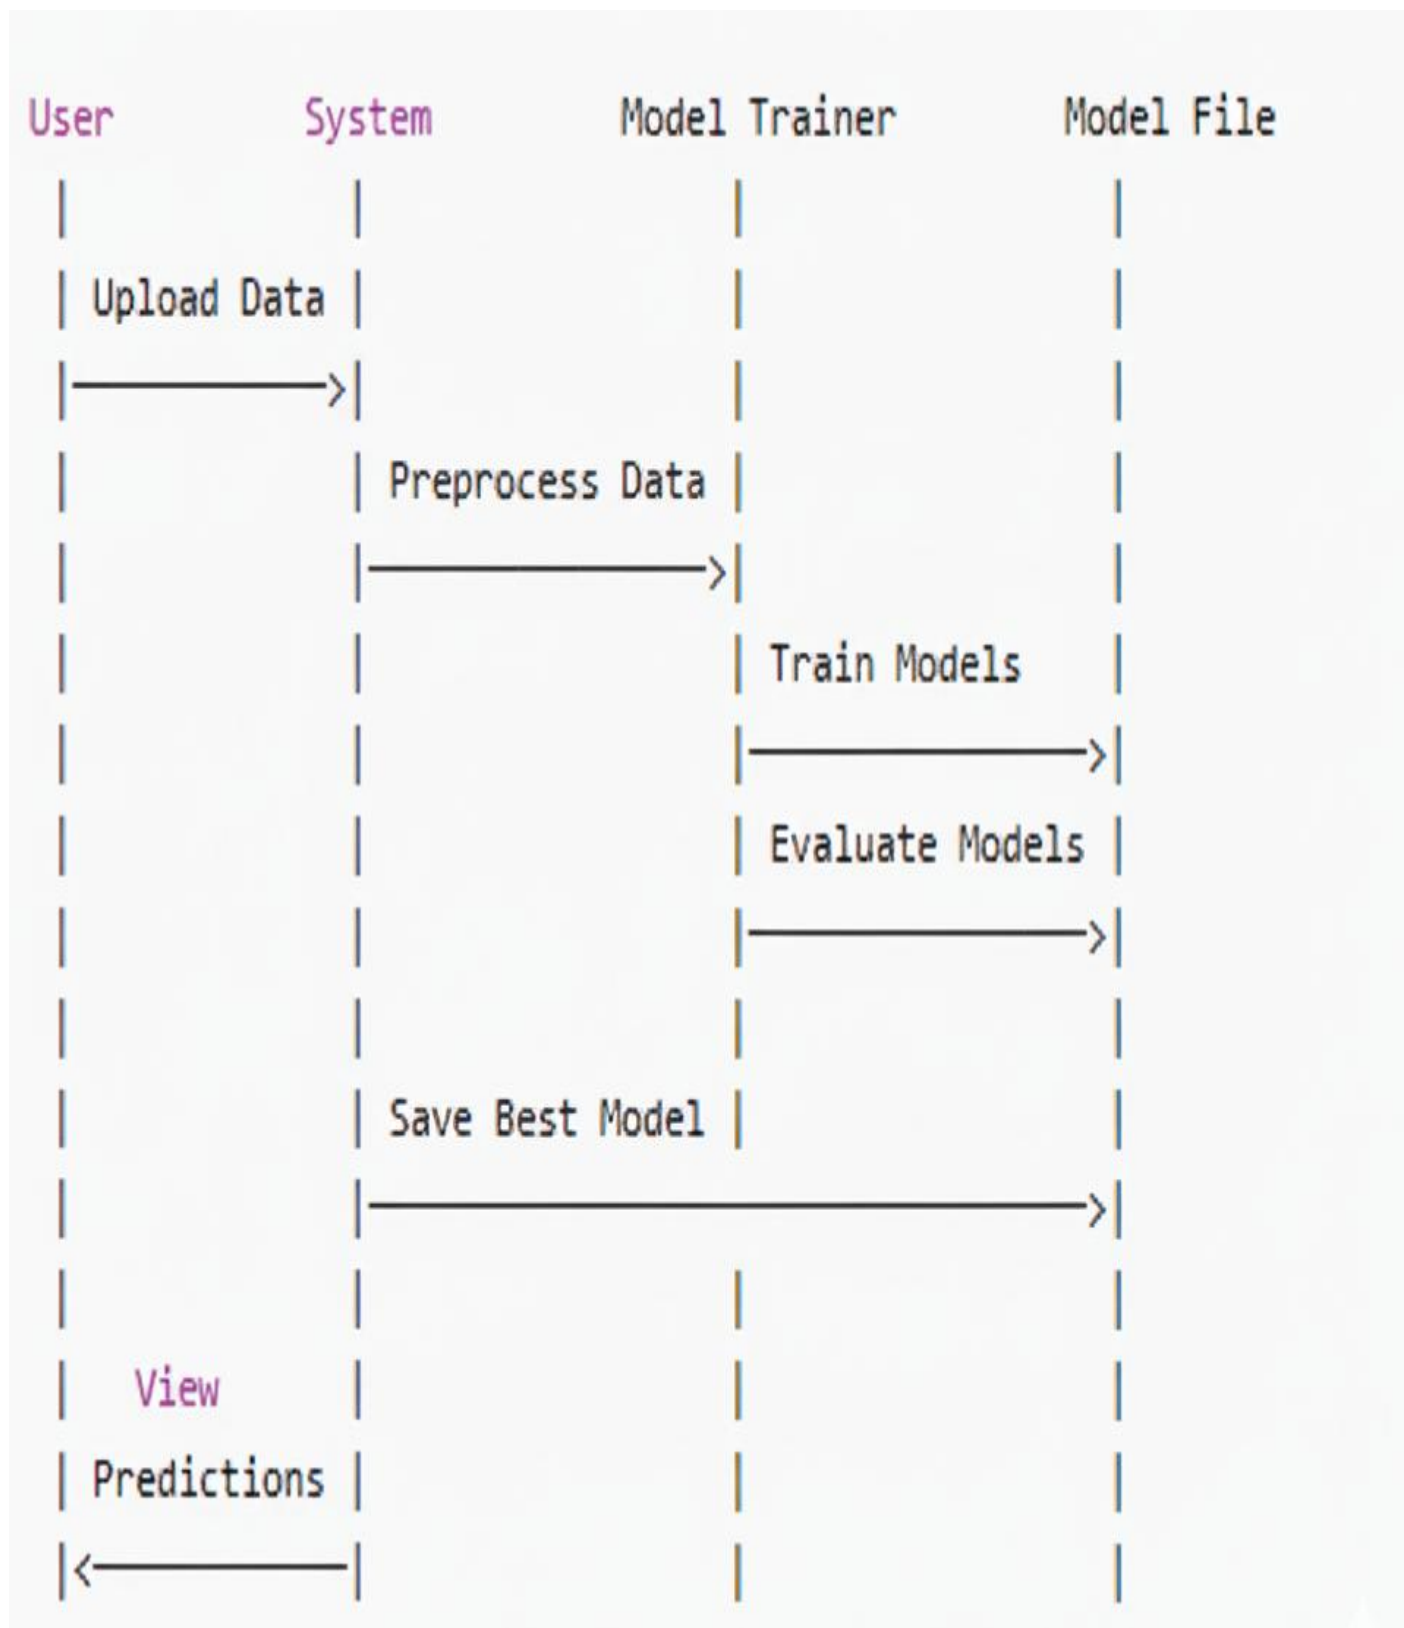 User System Model Trainer Model File
Upload Data
Preprocess Data
Train Models
Evaluate Models
Save Best Model
View
Predictions